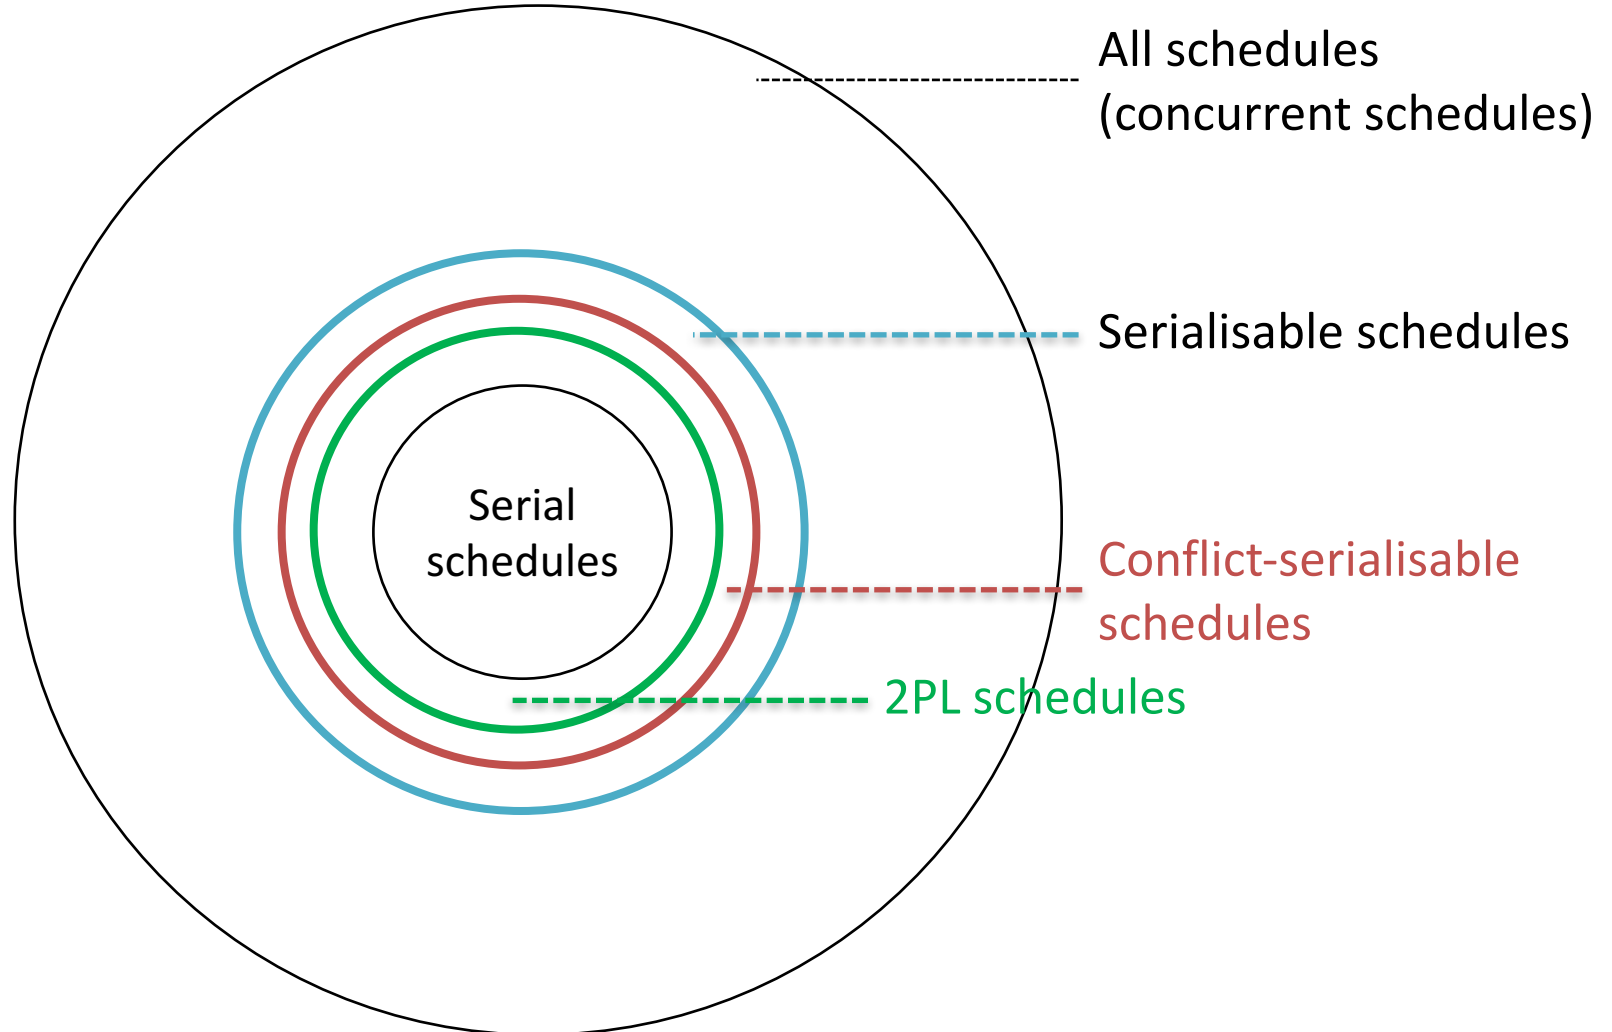 All schedules
(concurrent schedules)
Serialisable schedules
Serial
schedules
Conflict-serialisable
schedules
2PL schedules